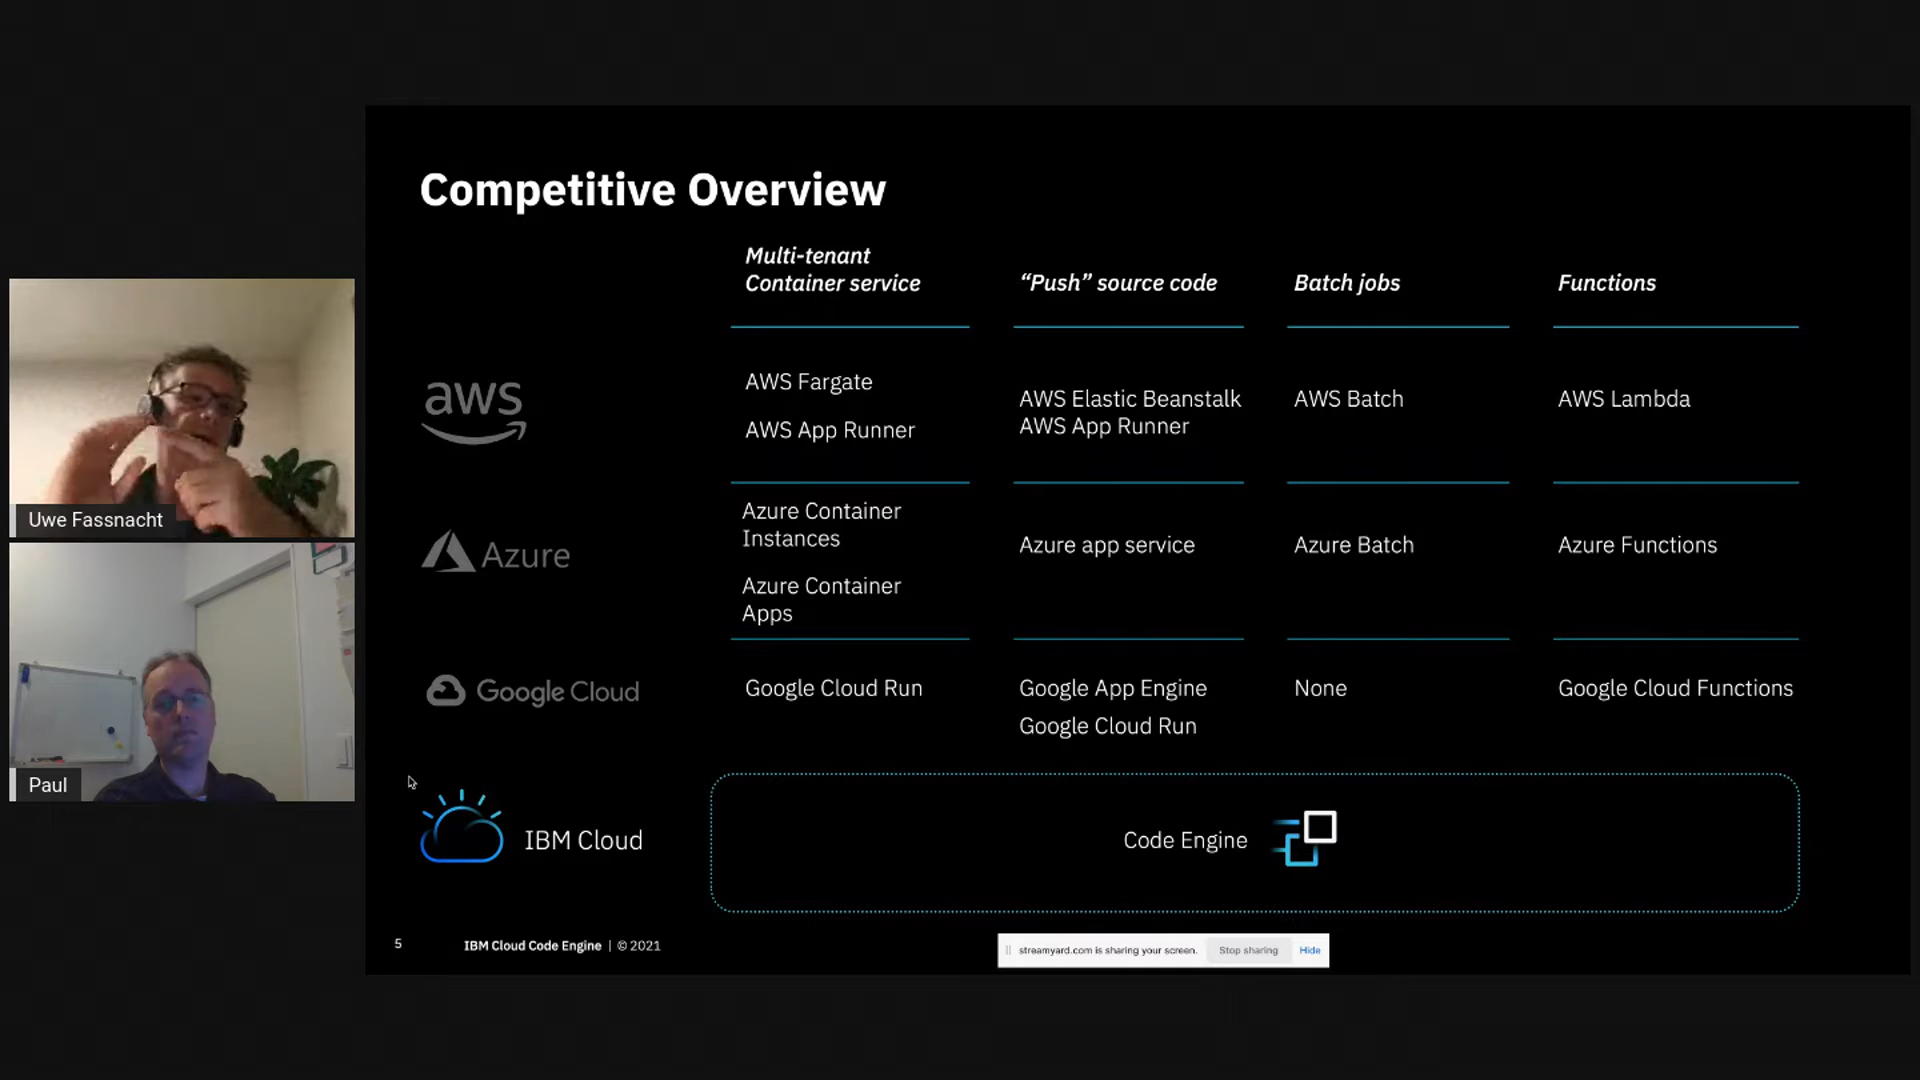 Competitive Overview
Multi-tenant
Container service
“Push” source code
Batch jobs
Functions
aws
AWS Fargate
AWS App Runner
AWS Elastic Beanstalk
AWS App Runner
AWS Batch
AWS Lambda
Azure
Azure Container
Instances
Azure Container
Apps
Azure app service
Azure Batch
Azure Functions
Google Cloud
Google Cloud Run
Google App Engine
Google Cloud Run
None
Google Cloud Functions
IBM Cloud
Code Engine
5
IBM Cloud Code Engine | © 2021
streamyard.com is sharing your screen.
Stop sharing
Hide
Uwe Fassnacht
Paul